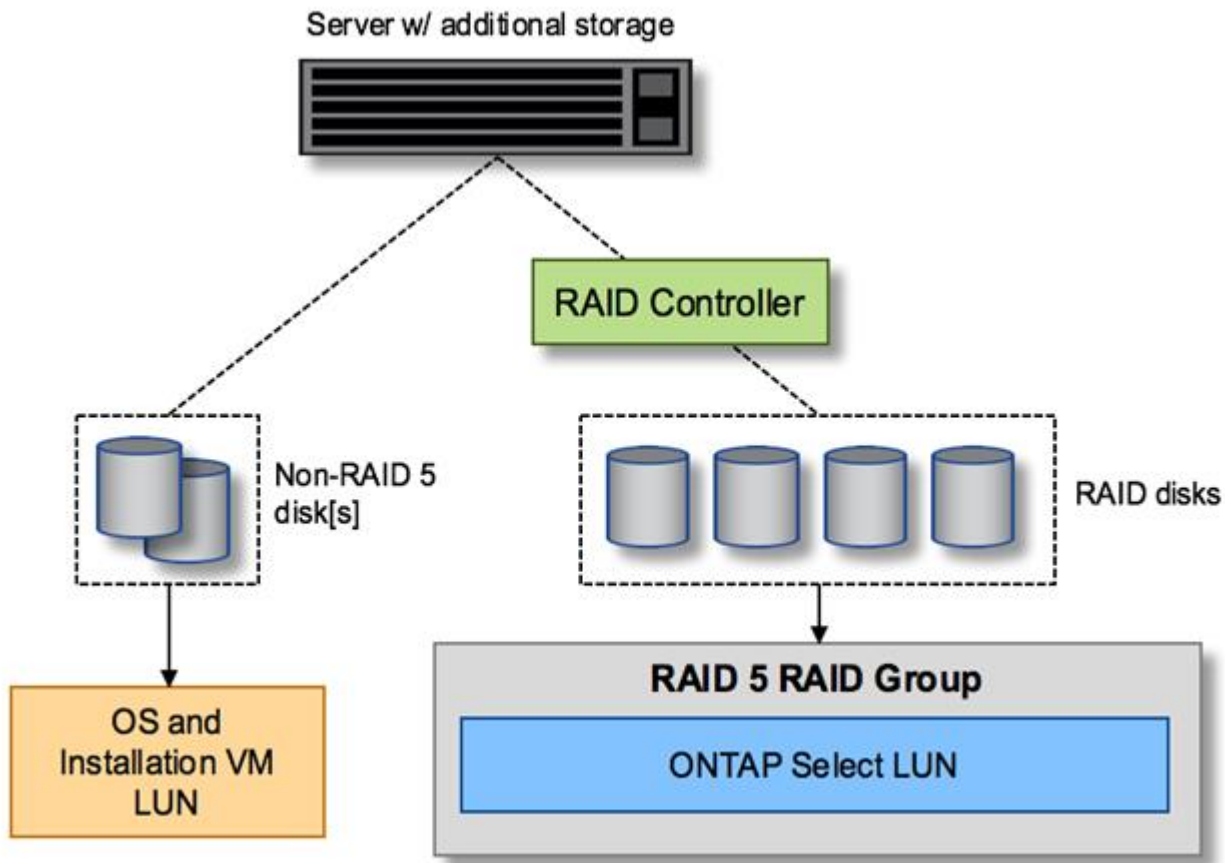 Server w/ additional storage
RAID Controller
Non-RAID 5
disk[s]
RAID disks
OS and
Installation VM
LUN
RAID 5 RAID Group
ONTAP Select LUN